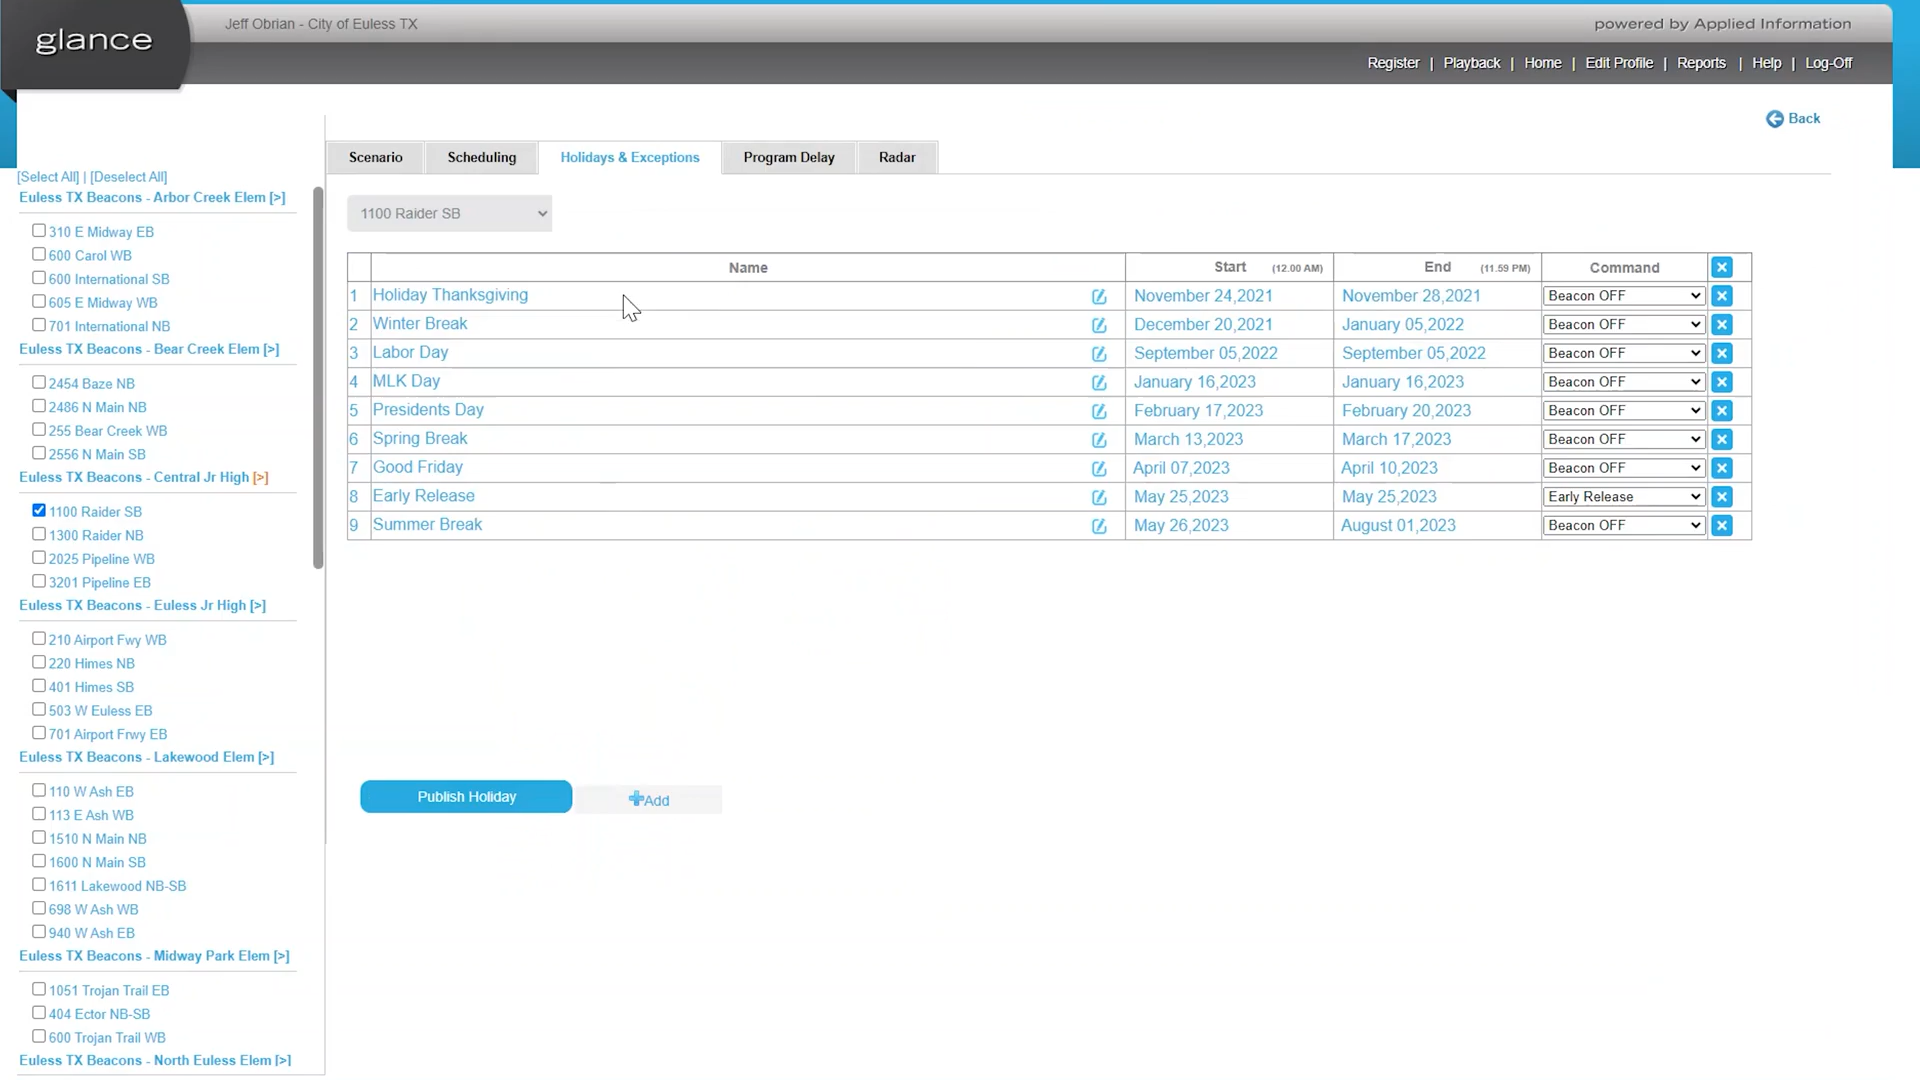 glance
Jeff Obrian - City of Euless TX
powered by Applied Information
Register | Playback | Home | Edit Profile | Reports | Help | Log-Off
Back
[Select All] | [Deselect All]
Euless TX Beacons - Arbor Creek Elem [>]
310 E Midway EB
600 Carol WB
600 International SB
605 E Midway WB
701 International NB
Euless TX Beacons - Bear Creek Elem [>]
2454 Baze NB
2486 N Main NB
255 Bear Creek WB
2556 N Main SB
Euless TX Beacons - Central Jr High [>]
1100 Raider SB
1300 Raider NB
2025 Pipeline WB
3201 Pipeline EB
Euless TX Beacons - Euless Jr High [>]
210 Airport Fwy WB
220 Himes NB
401 Himes SB
503 W Euless EB
701 Airport Frwy EB
Euless TX Beacons - Lakewood Elem [>]
110 W Ash EB
113 E Ash WB
1510 N Main NB
1600 N Main SB
1611 Lakewood NB-SB
698 W Ash WB
940 W Ash EB
Euless TX Beacons - Midway Park Elem [>]
1051 Trojan Trail EB
404 Ector NB-SB
600 Trojan Trail WB
Euless TX Beacons - North Euless Elem [>]
Scenario Scheduling Holidays & Exceptions Program Delay Radar
1100 Raider SB
Name Start (12.00 AM) End (11.59 PM) Command
1 Holiday Thanksgiving November 24,2021 November 28,2021 Beacon OFF
2 Winter Break December 20,2021 January 05,2022 Beacon OFF
3 Labor Day September 05,2022 September 05,2022 Beacon OFF
4 MLK Day January 16,2023 January 16,2023 Beacon OFF
5 Presidents Day February 17,2023 February 20,2023 Beacon OFF
6 Spring Break March 13,2023 March 17,2023 Beacon OFF
7 Good Friday April 07,2023 April 10,2023 Beacon OFF
8 Early Release May 25,2023 May 25,2023 Early Release
9 Summer Break May 26,2023 August 01,2023 Beacon OFF
Publish Holiday Add